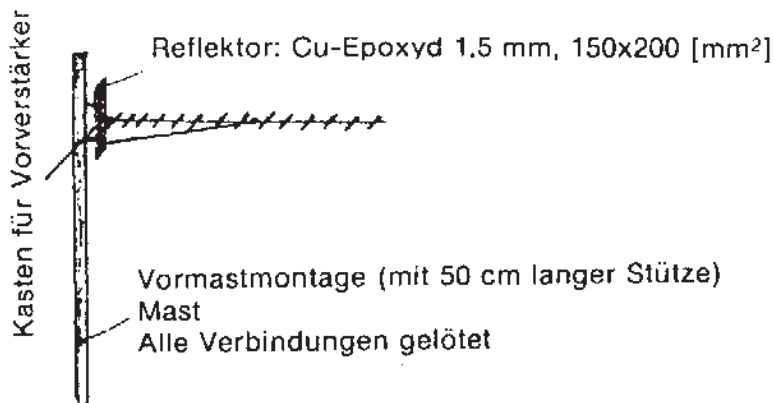 Reflektor: Cu-Epoxyd 1.5 mm, 150x200 [mm²]
Kasten für Vorverstärker
Vormastmontage (mit 50 cm langer Stütze)
Mast
Alle Verbindungen gelötet